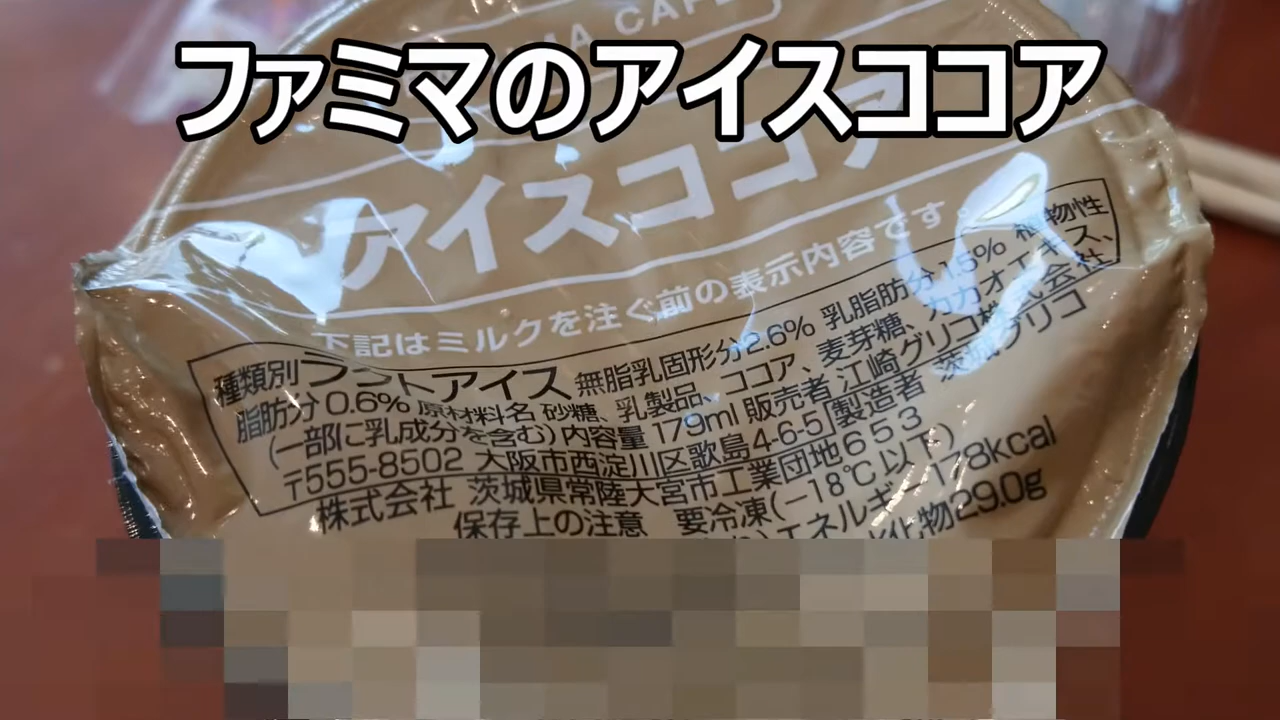 ファミマのアイスココア
MA CAF
アイスココア
下記はミルクを注ぐ前の表示内容です。
種類別ラクトアイス 無脂乳固形分2.6% 乳脂肪分1.5% 植物性
脂肪分0.6% 原材料名 砂糖、乳製品、ココア、麦芽糖、カカオエキス、
(一部に乳成分を含む) 内容量 179ml 販売者 江崎グリコ株式会社
〒555-8502 大阪市西淀川区歌島4-6-5 製造者 茨城グリコ
株式会社 茨城県常陸大宮市工業団地653
保存上の注意 要冷凍(-18℃以下)
エネルギー178kcal
化物29.0g